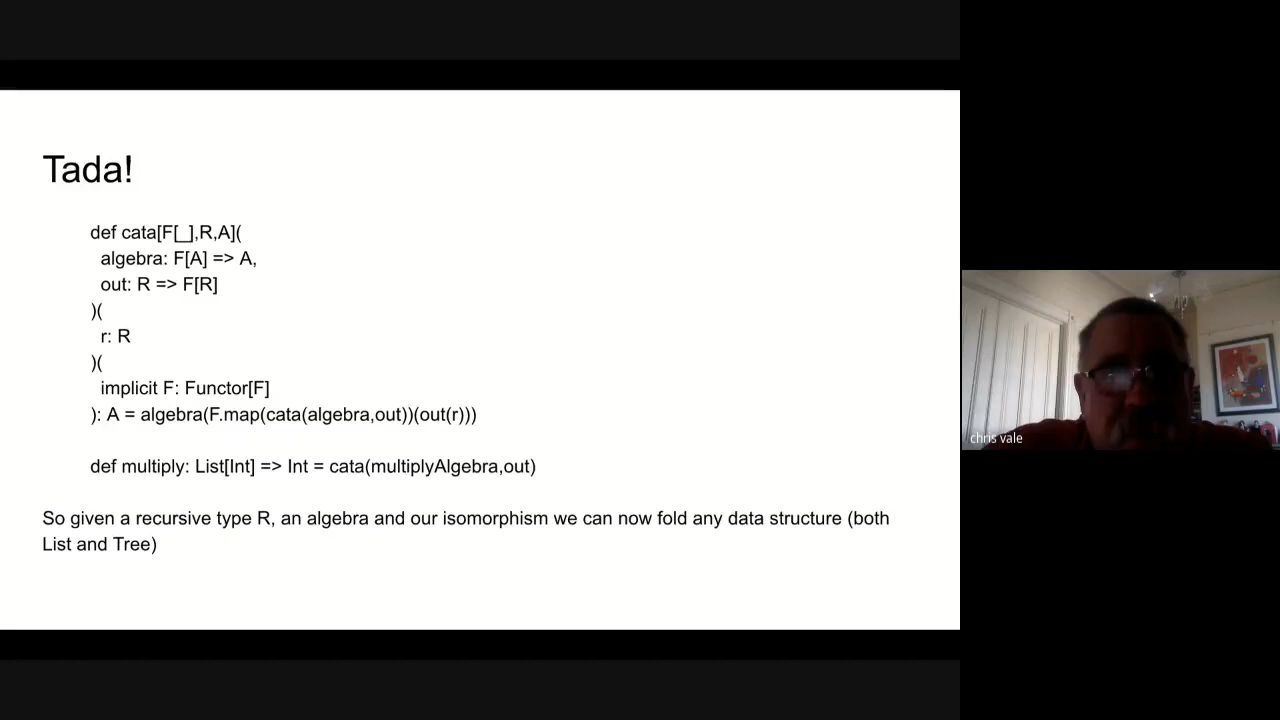 Tada!
def cata[F[_],R,A](
algebra: F[A] => A,
out: R => F[R]
)(
r: R
)(
implicit F: Functor[F]
): A = algebra(F.map(cata(algebra,out))(out(r)))
def multiply: List[Int] => Int = cata(multiplyAlgebra,out)
So given a recursive type R, an algebra and our isomorphism we can now fold any data structure (both
List and Tree)
chris vale